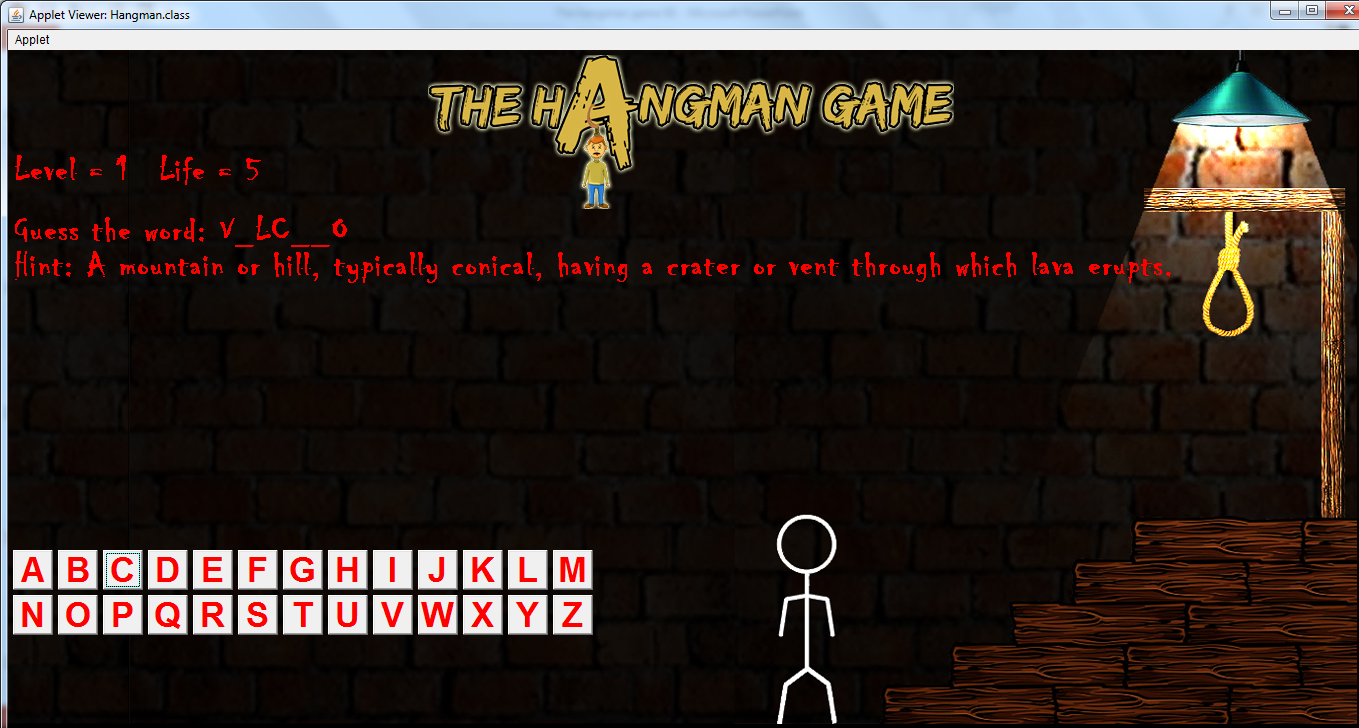 Applet Viewer: Hangman.class
Applet
THE HANGMAN GAME
Level = 1 Life = 5
Guess the word: V_LC__O
Hint: A mountain or hill, typically conical, having a crater or vent through which lava erupts.
A B C D E F G H I J K L M
N O P Q R S T U V W X Y Z